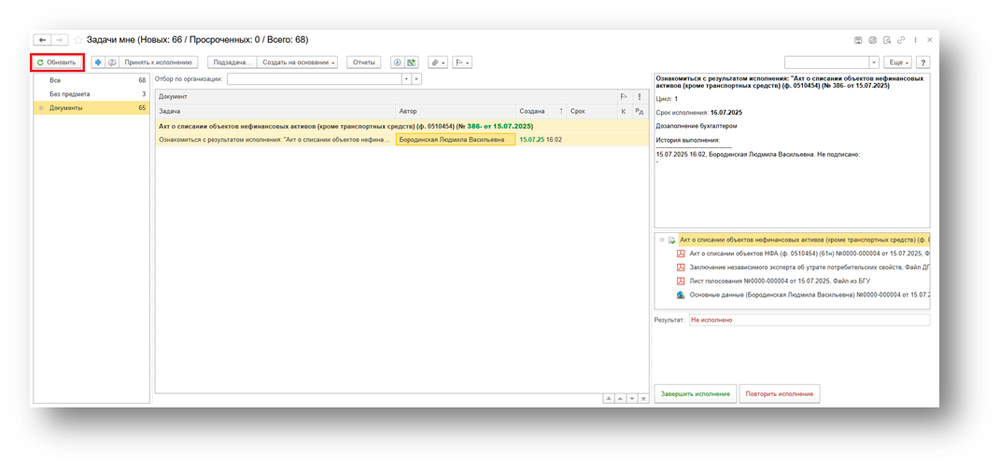 Задачи мне (Новых: 66 / Просроченных: 0 / Всего: 68)
Обновить
Принять к исполнению
Подзадача...
Создать на основании
Отчеты
Еще
?
Все 68
Без предмета 3
Документы 65
Отбор по организации:
Документ
Задача Автор Создана ↑ Срок К Рд
Акт о списании объектов нефинансовых активов (кроме транспортных средств) (ф. 0510454) (№ 386- от 15.07.2025)
Ознакомиться с результатом исполнения: "Акт о списании объектов нефина... Бородинская Людмила Васильевна 15.07.25 16:02
Ознакомиться с результатом исполнения: "Акт о списании объектов нефинансовых
активов (кроме транспортных средств) (ф. 0510454) (№ 386- от 15.07.2025)
Цикл: 1
Срок исполнения: 16.07.2025
Дозаполнение бухгалтером
История выполнения:
------------------------------------
15.07.2025 16:02, Бородинская Людмила Васильевна. Не подписано:
-
Акт о списании объектов нефинансовых активов (кроме транспортных средств) (ф. 0
Акт о списании объектов НФА (ф. 0510454) (61н) №0000-000004 от 15.07.2025, Ф
Заключение независимого эксперта об утрате потребительских свойств, Файл ДГ
Лист голосования №0000-000004 от 15.07.2025, Файл из БГУ
Основные данные (Бородинская Людмила Васильевна) №0000-000004 от 15.07.2
Результат: Не исполнено
Завершить исполнение
Повторить исполнение